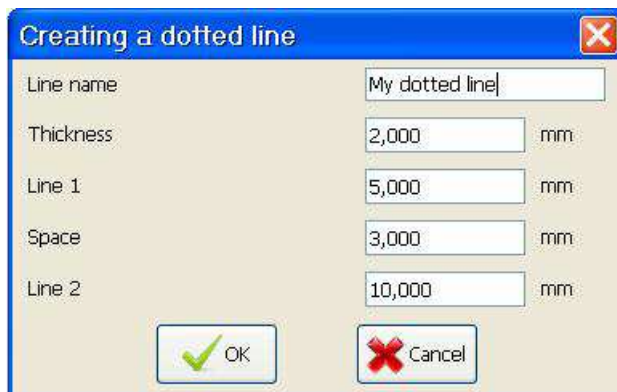 Creating a dotted line
Line name My dotted line
Thickness 2,000 mm
Line 1 5,000 mm
Space 3,000 mm
Line 2 10,000 mm
OK Cancel